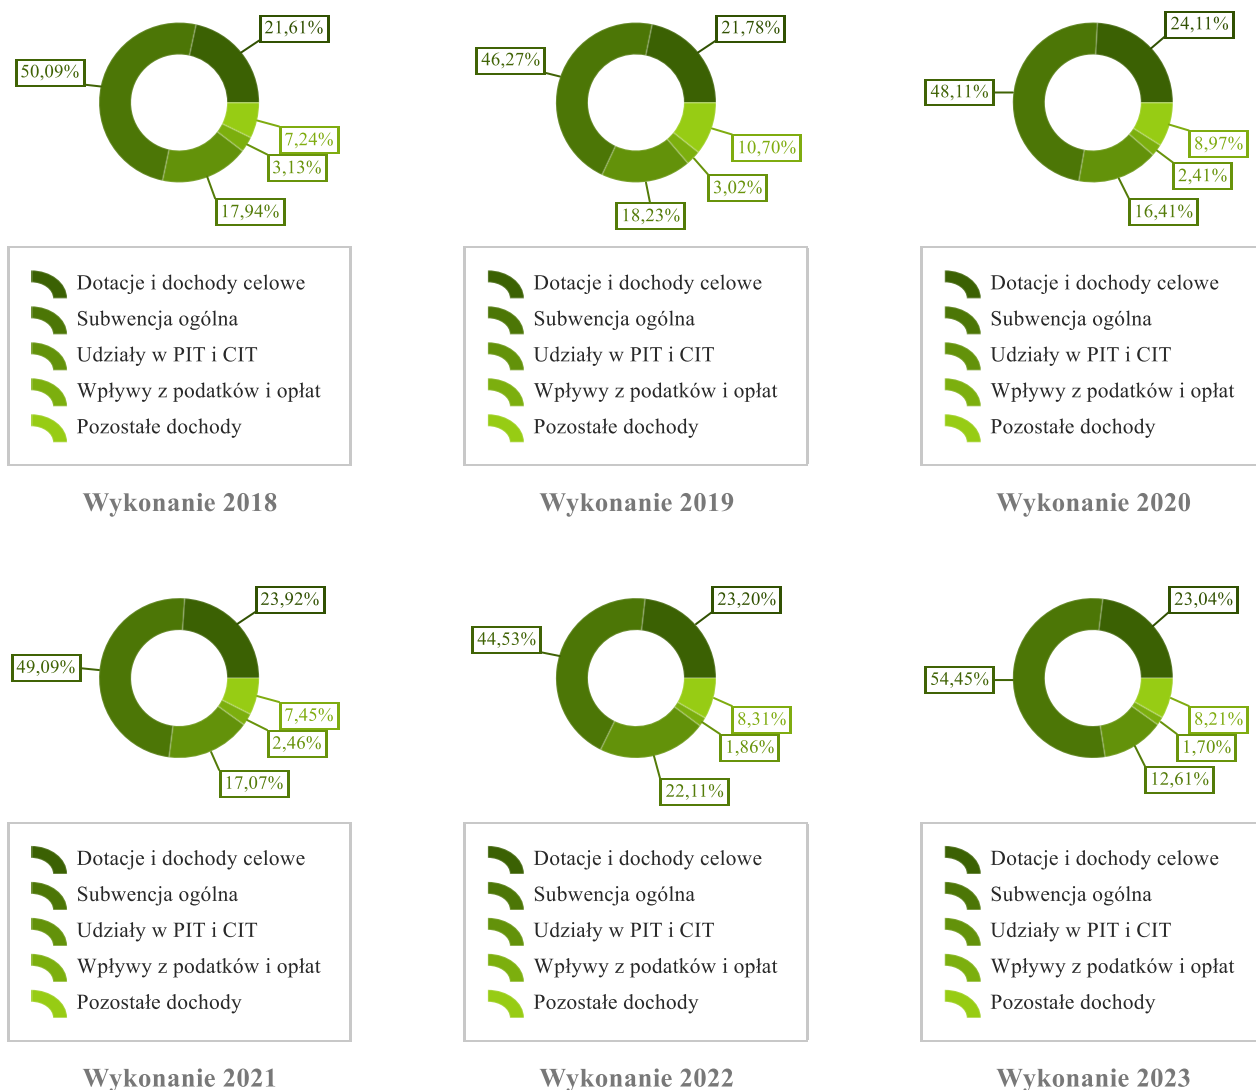 21,61%
50,09%
7,24%
3,13%
17,94%
Dotacje i dochody celowe
Subwencja ogólna
Udziały w PIT i CIT
Wpływy z podatków i opłat
Pozostałe dochody
Wykonanie 2018
21,78%
46,27%
10,70%
3,02%
18,23%
Dotacje i dochody celowe
Subwencja ogólna
Udziały w PIT i CIT
Wpływy z podatków i opłat
Pozostałe dochody
Wykonanie 2019
24,11%
48,11%
8,97%
2,41%
16,41%
Dotacje i dochody celowe
Subwencja ogólna
Udziały w PIT i CIT
Wpływy z podatków i opłat
Pozostałe dochody
Wykonanie 2020
23,92%
49,09%
7,45%
2,46%
17,07%
Dotacje i dochody celowe
Subwencja ogólna
Udziały w PIT i CIT
Wpływy z podatków i opłat
Pozostałe dochody
Wykonanie 2021
23,20%
44,53%
8,31%
1,86%
22,11%
Dotacje i dochody celowe
Subwencja ogólna
Udziały w PIT i CIT
Wpływy z podatków i opłat
Pozostałe dochody
Wykonanie 2022
23,04%
54,45%
8,21%
1,70%
12,61%
Dotacje i dochody celowe
Subwencja ogólna
Udziały w PIT i CIT
Wpływy z podatków i opłat
Pozostałe dochody
Wykonanie 2023